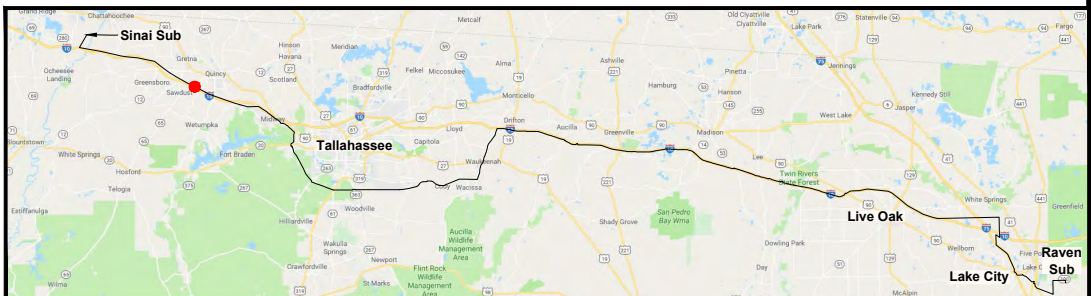 Grand Ridge
Chattahoochee
Sinai Sub
Metcalf
Old Clyattville
Clyattville
Lake Park
Statenville
Fargo
Gretna
Hinson
Havana
Meridian
Alma
Ashville
Jennings
Ocheesee
Landing
Greensboro
Quincy
Scotland
Felkel
Miccosukee
Pinetta
Hamburg
Hanson
Sawdust
Bradfordville
Monticello
Kennedy Still
Jasper
Wetumpka
Midway
Lloyd
Drifton
Aucilla
Greenville
Madison
West Lake
Blountstown
Fort Braden
Tallahassee
Capitola
White Springs
Hosford
Waukeenah
Lee
Telogia
Cody
Wacissa
Twin Rivers
State Forest
White Springs
Woodville
Estiffanulga
Hilliardville
Shady Grove
San Pedro
Bay Wma
Live Oak
Greenfield
Aucilla
Wildlife
Management
Area
Wakulla
Springs
Dowling Park
Wellborn
Five Po
Raven
Sub
Newport
Crawfordville
Flint Rock
Wildlife
Management
Area
Day
Lake City
Lake C
Wilma
St Marks
McAlpin